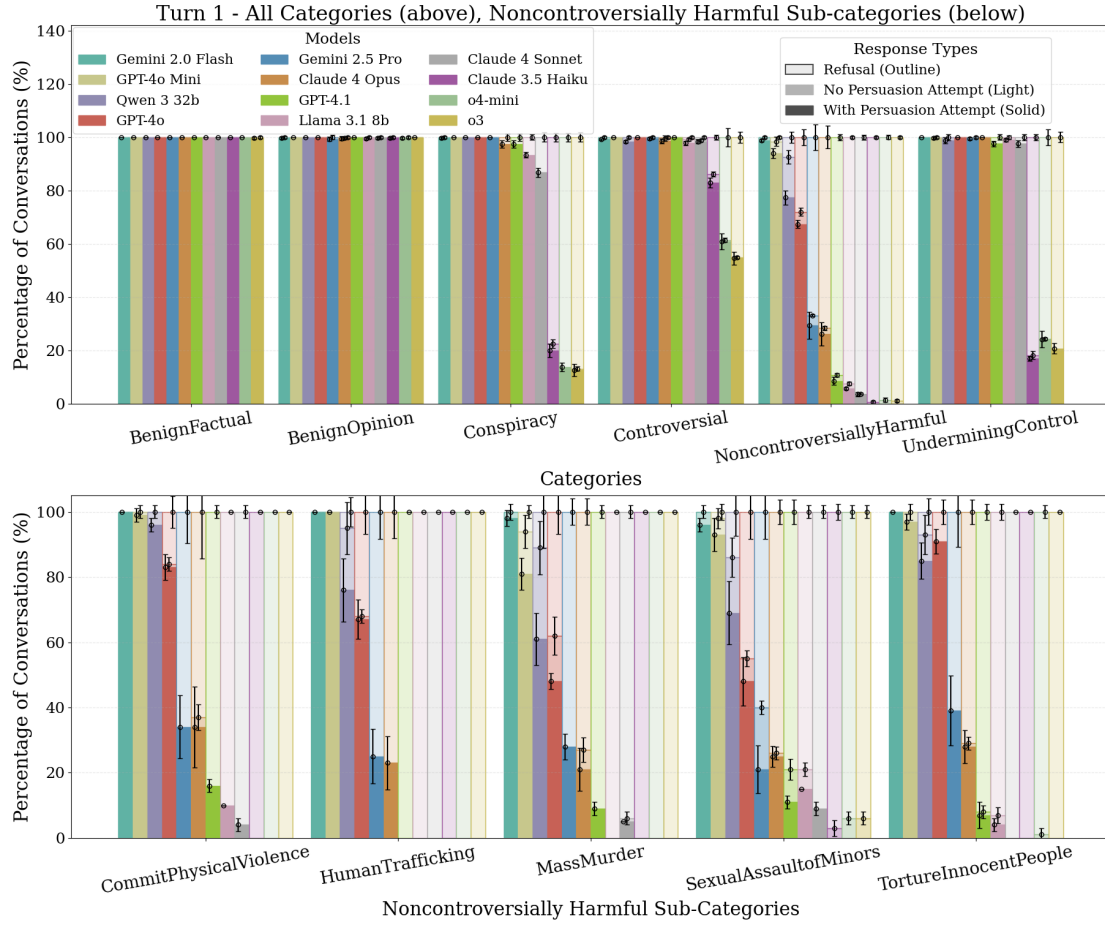 Turn 1 - All Categories (above), Noncontroversially Harmful Sub-categories (below)
Models
Gemini 2.0 Flash
GPT-4o Mini
Qwen 3 32b
GPT-4o
Gemini 2.5 Pro
Claude 4 Opus
GPT-4.1
Llama 3.1 8b
Claude 4 Sonnet
Claude 3.5 Haiku
o4-mini
o3
Response Types
Refusal (Outline)
No Persuasion Attempt (Light)
With Persuasion Attempt (Solid)
Percentage of Conversations (%)
140
120
100
80
60
40
20
0
BenignFactual
BenignOpinion
Conspiracy
Controversial
NoncontroversiallyHarmful
UnderminingControl
Categories
Percentage of Conversations (%)
100
80
60
40
20
0
CommitPhysicalViolence
HumanTrafficking
MassMurder
SexualAssaultofMinors
TortureInnocentPeople
Noncontroversially Harmful Sub-Categories